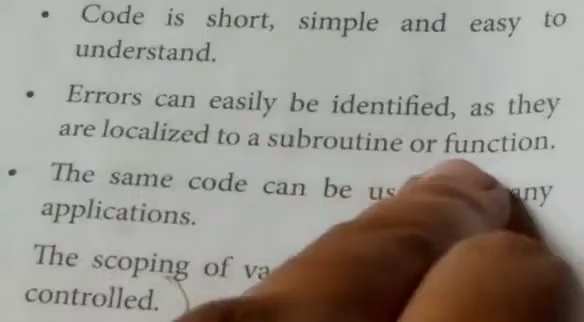 • Code is short, simple and easy to
understand.
• Errors can easily be identified, as they
are localized to a subroutine or function.
• The same code can be
applications.
The scoping of
controlled.